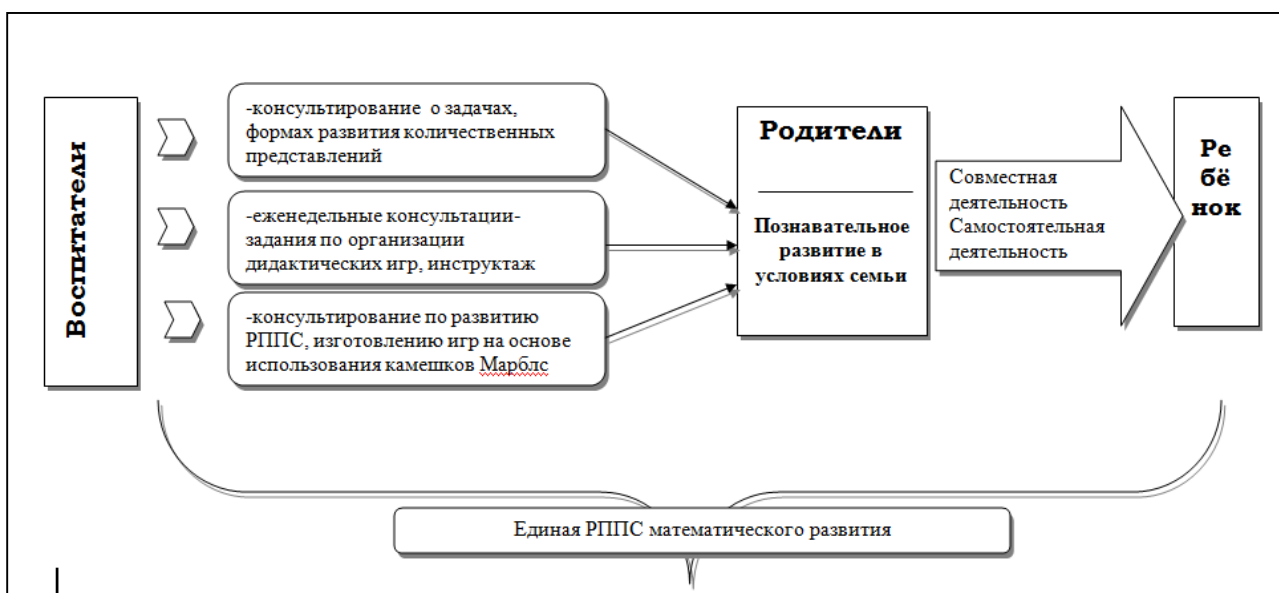 Воспитатели
-консультирование о задачах,
формах развития количественных
представлений
-еженедельные консультации-
задания по организации
дидактических игр, инструктаж
-консультирование по развитию
РППС, изготовлению игр на основе
использования камешков Марблс
Родители
Познавательное
развитие в
условиях семьи
Совместная
деятельность
Самостоятельная
деятельность
Ре
бё
нок
Единая РППС математического развития